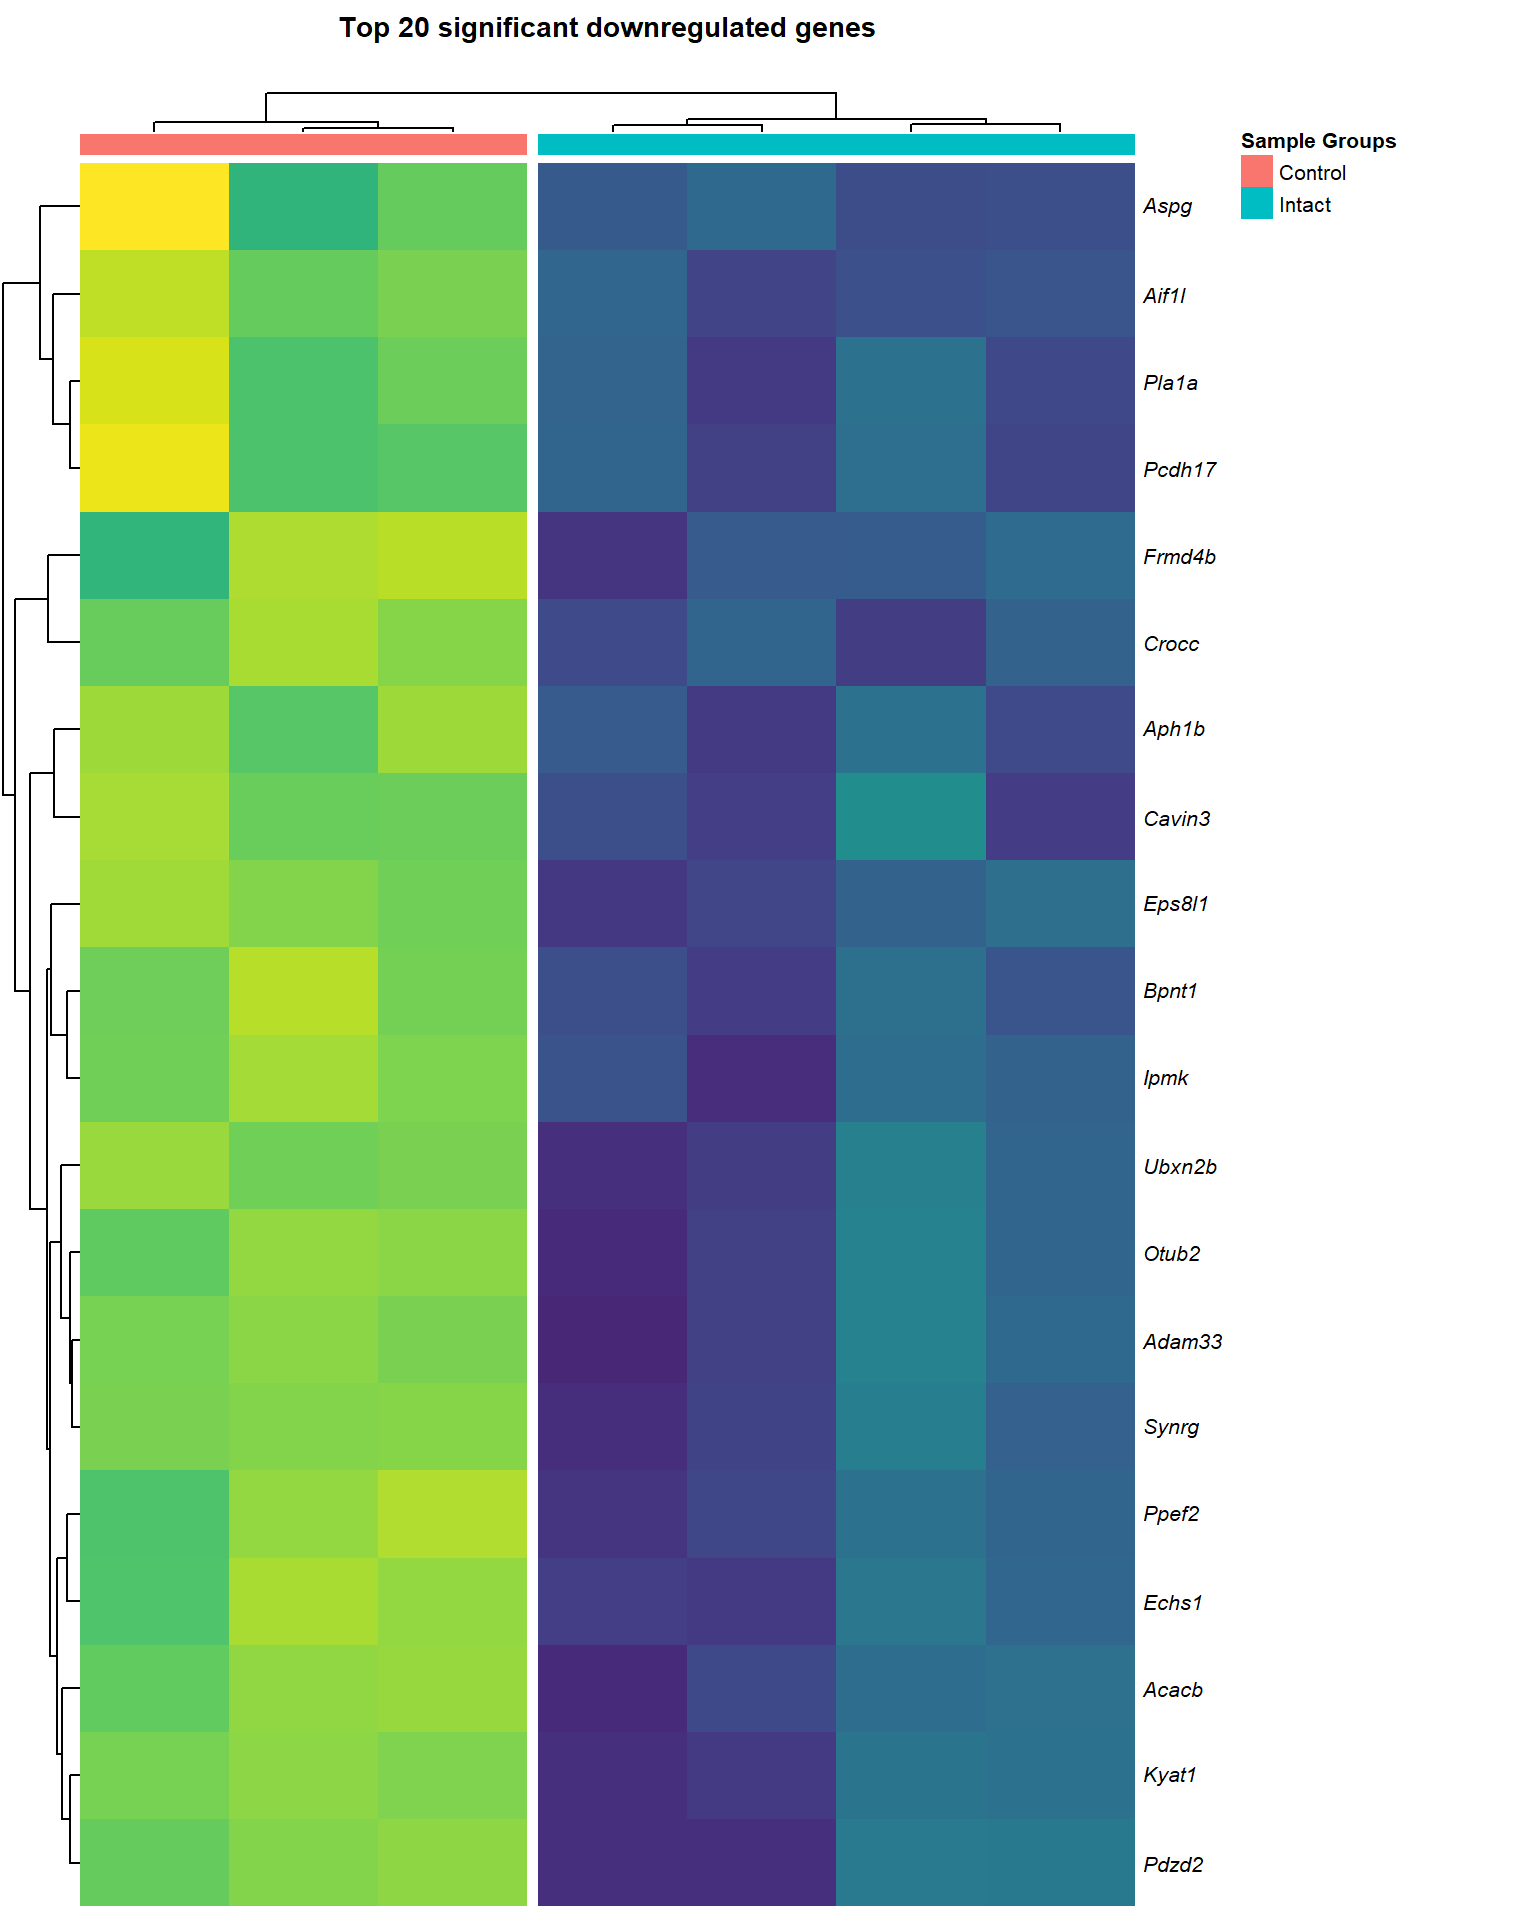 Top 20 significant downregulated genes
Sample Groups
Control
Intact
Aspg
Aif1l
Pla1a
Pcdh17
Frmd4b
Crocc
Aph1b
Cavin3
Eps8l1
Bpnt1
Ipmk
Ubxn2b
Otub2
Adam33
Synrg
Ppef2
Echs1
Acacb
Kyat1
Pdzd2